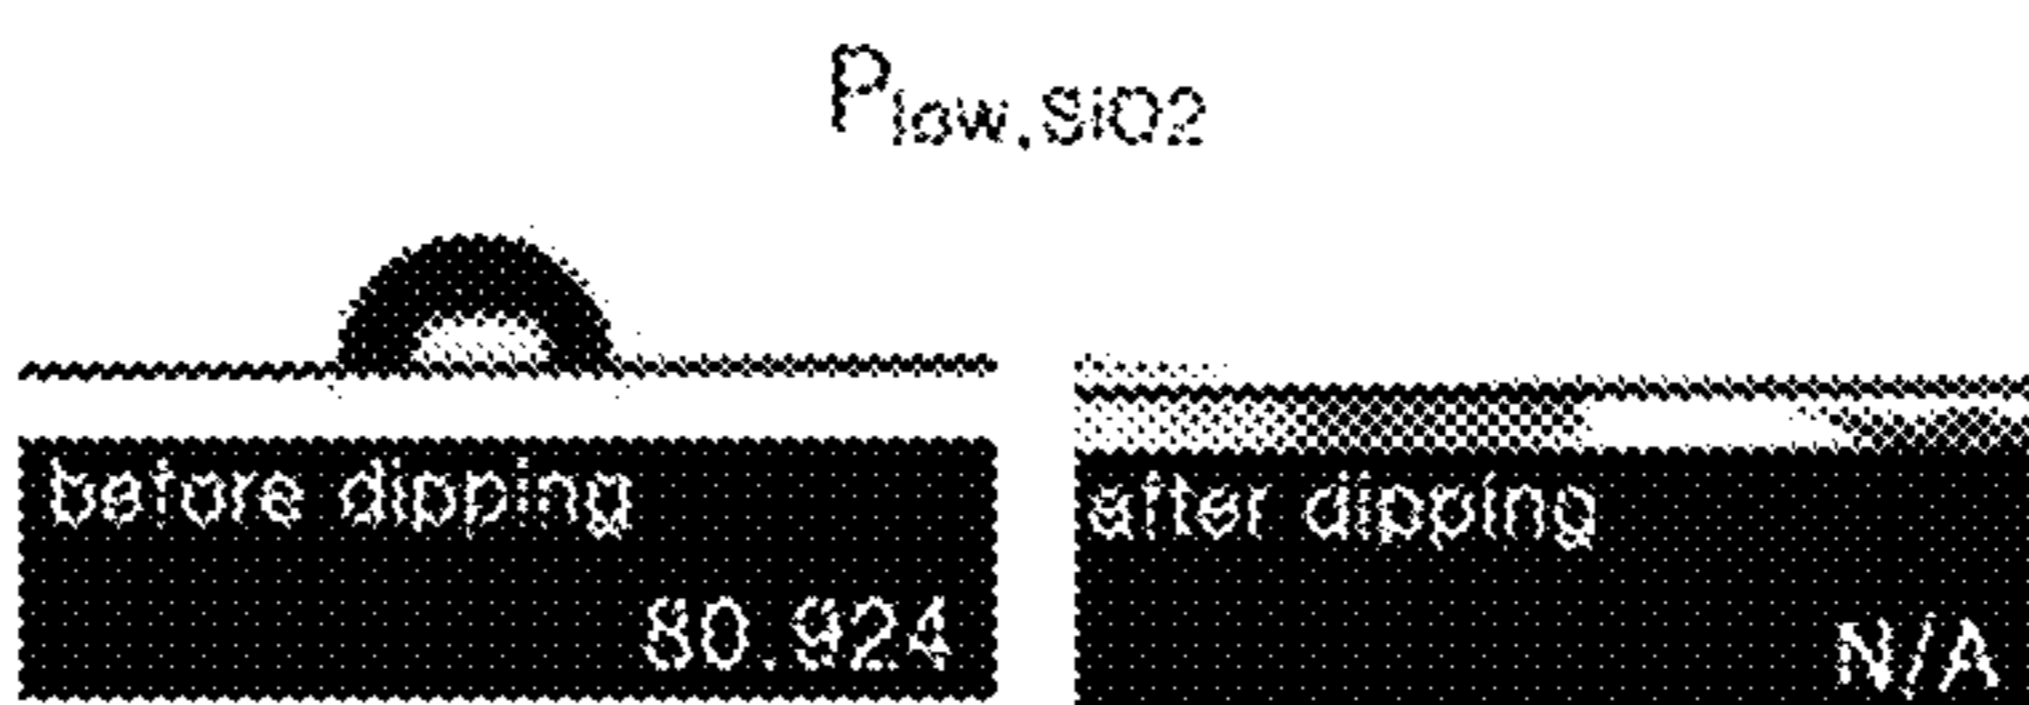 Plow.SiO2
before dipping
80.924
after dipping
N/A